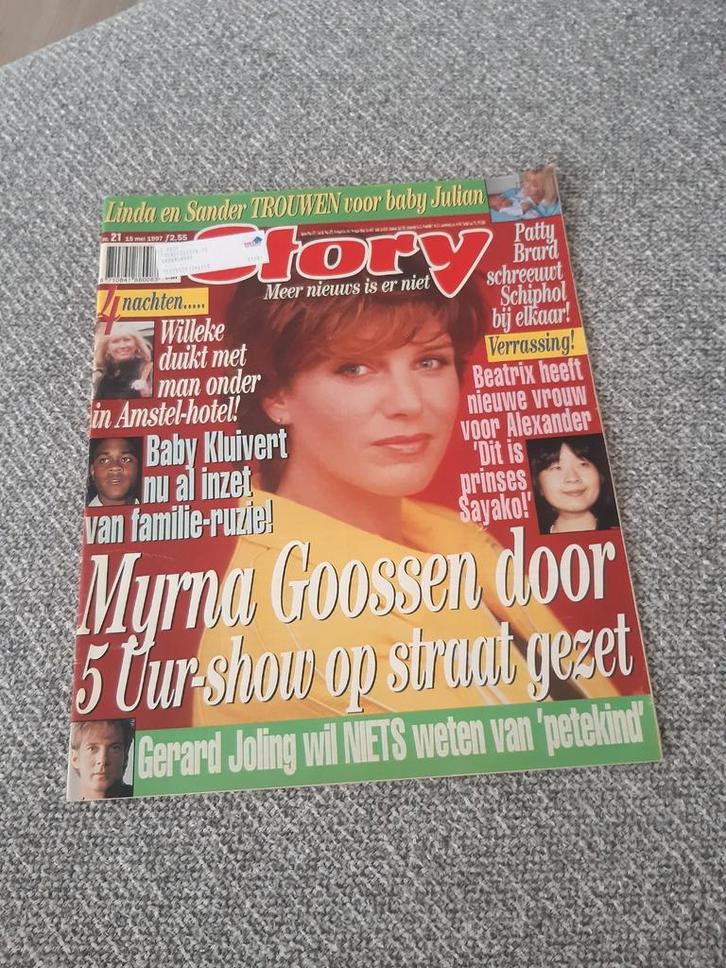 Linda en Sander TROUWEN voor baby Julian
nr. 21 15 mei 1997 ƒ2.55
Story
Meer nieuws is er niet
Patty
Brard
schreeuwt
Schiphol
bij elkaar!
4 nachten.....
Willeke
duikt met
man onder
in Amstel-hotel!
Verrassing!
Beatrix heeft
nieuwe vrouw
voor Alexander
'Dit is
prinses
Sayako!'
Baby Kluivert
nu al inzet
van familie-ruzie!
Myrna Goossen door
5 Uur-show op straat gezet
Gerard Joling wil NIETS weten van 'petekind'